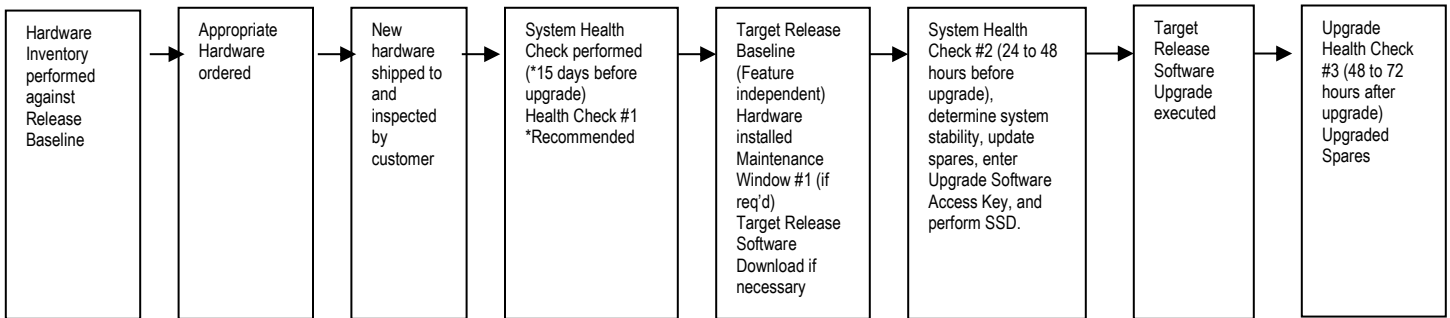 Hardware
Inventory
performed
against
Release
Baseline
Appropriate
Hardware
ordered
New
hardware
shipped to
and
inspected
by
customer
System Health
Check performed
(*15 days before
upgrade)
Health Check #1
*Recommended
Target Release
Baseline
(Feature
independent)
Hardware
installed
Maintenance
Window #1 (if
req'd)
Target Release
Software
Download if
necessary
System Health
Check #2 (24 to 48
hours before
upgrade),
determine system
stability, update
spares, enter
Upgrade Software
Access Key, and
perform SSD.
Target
Release
Software
Upgrade
executed
Upgrade
Health Check
#3 (48 to 72
hours after
upgrade)
Upgraded
Spares